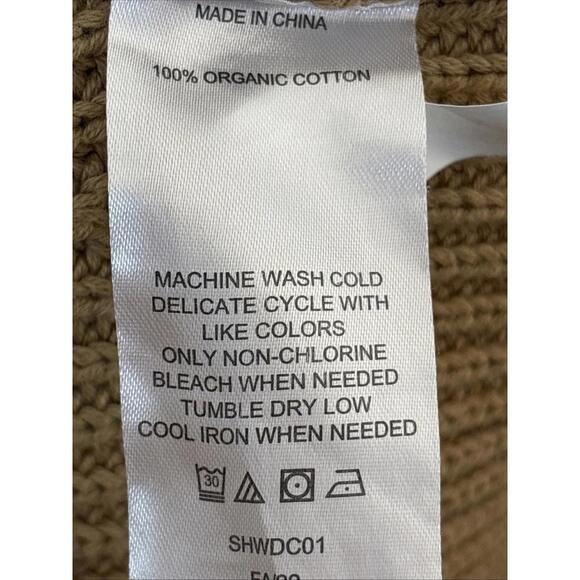 MADE IN CHINA
100% ORGANIC COTTON
MACHINE WASH COLD
DELICATE CYCLE WITH
LIKE COLORS
ONLY NON-CHLORINE
BLEACH WHEN NEEDED
TUMBLE DRY LOW
COOL IRON WHEN NEEDED
30
SHWDC01